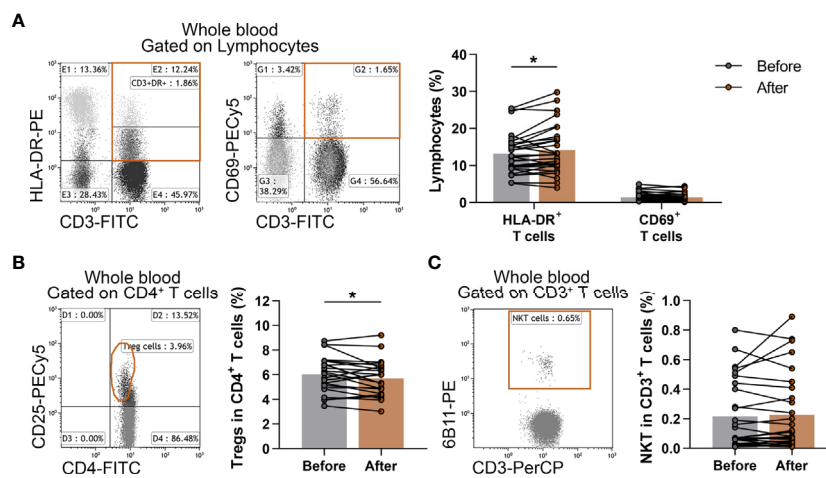 A
Whole blood
Gated on Lymphocytes
E1 : 13.36%
E2 : 12.24%
CD3+DR+ : 1.86%
E3 : 28.43%
E4 : 45.97%
HLA-DR-PE
CD3-FITC
G1 : 3.42%
G2 : 1.65%
G3 :
38.29%
G4 : 56.64%
CD69-PECy5
CD3-FITC
Lymphocytes (%)
40
30
20
10
0
*
HLA-DR⁺
T cells
CD69⁺
T cells
Before
After
B
Whole blood
Gated on CD4⁺ T cells
D1 : 0.00%
D2 : 13.52%
Treg cells : 3.96%
D3 : 0.00%
D4 : 86.48%
CD25-PECy5
CD4-FITC
Tregs in CD4⁺ T cells (%)
12
10
8
6
4
2
0
*
Before
After
C
Whole blood
Gated on CD3⁺ T cells
NKT cells : 0.65%
6B11-PE
CD3-PerCP
NKT in CD3⁺ T cells (%)
1.0
0.8
0.6
0.4
0.2
0.0
Before
After